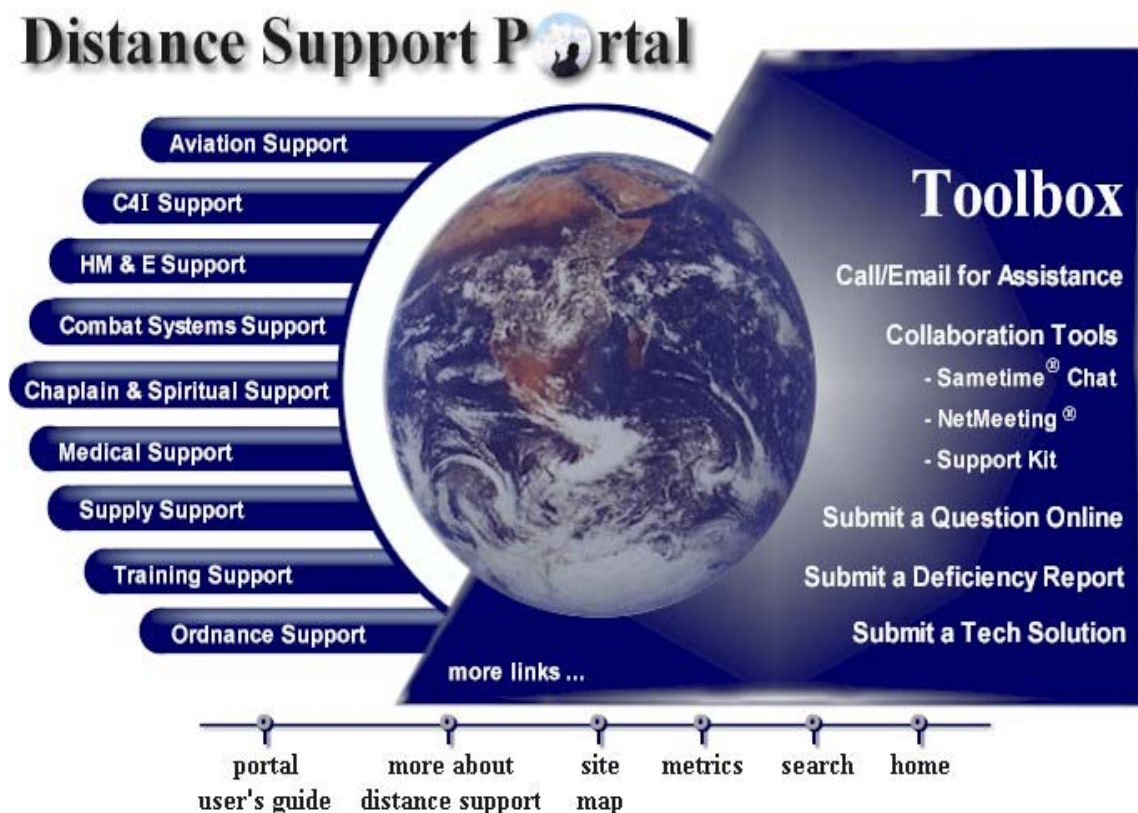 Distance Support Portal
Aviation Support
C4I Support
HM & E Support
Combat Systems Support
Chaplain & Spiritual Support
Medical Support
Supply Support
Training Support
Ordnance Support
Toolbox
Call/Email for Assistance
Collaboration Tools
- Sametime® Chat
- NetMeeting ®
- Support Kit
Submit a Question Online
Submit a Deficiency Report
Submit a Tech Solution
more links ...
portal
user's guide
more about
distance support
site
map
metrics
search
home